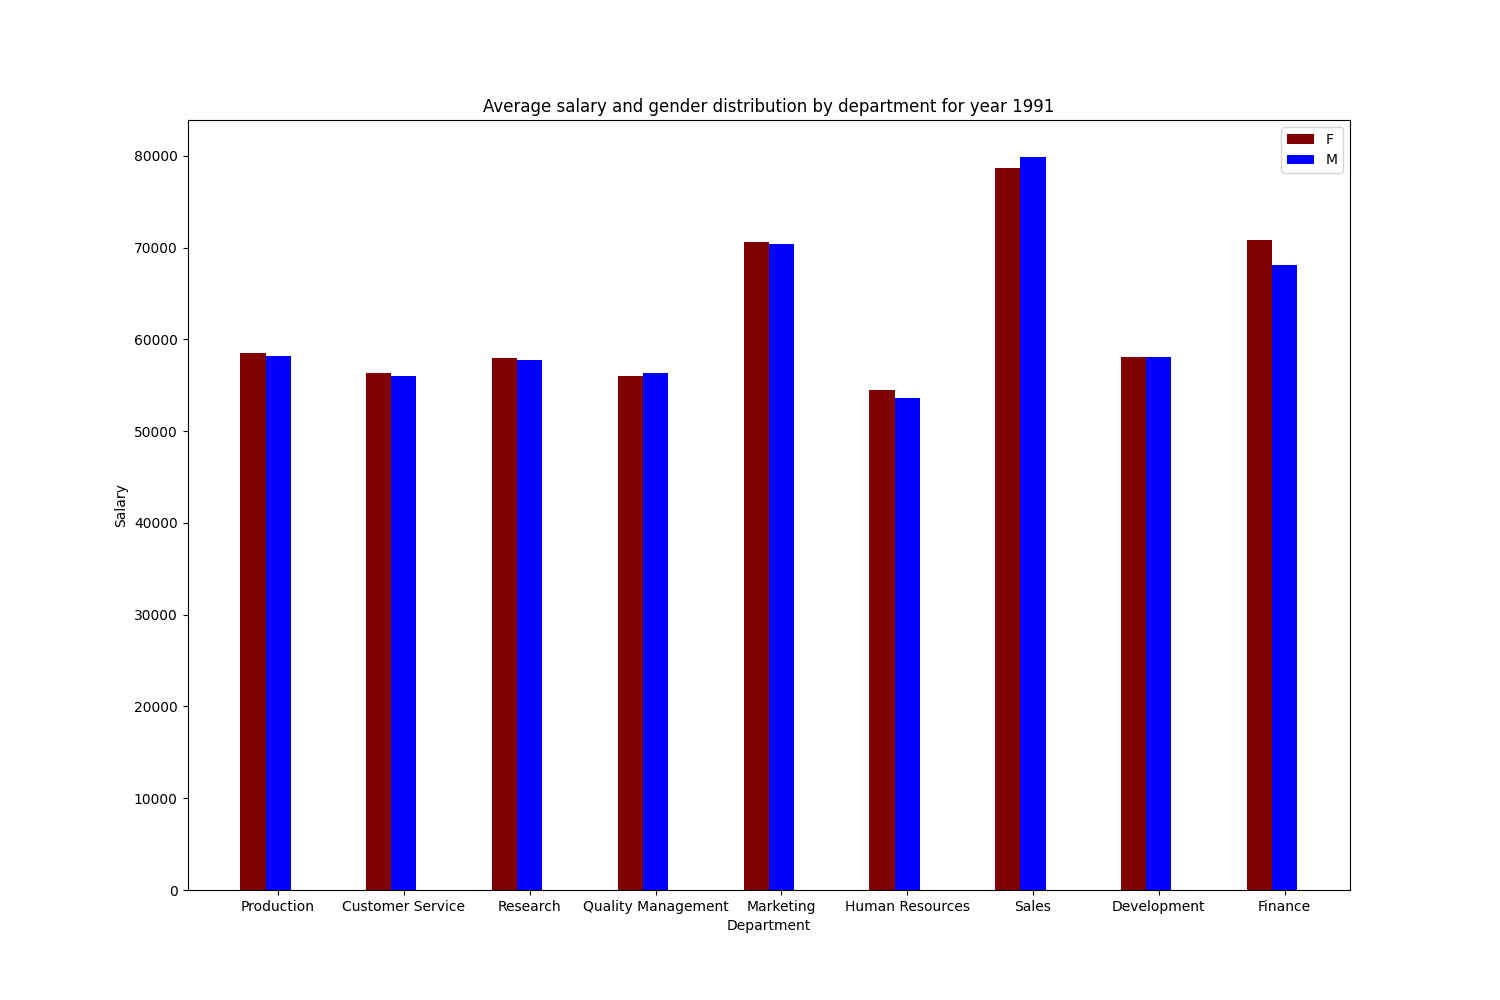 Average salary and gender distribution by department for year 1991
F
M
80000
70000
60000
50000
40000
30000
20000
10000
0
Salary
Production Customer Service Research Quality Management Marketing Human Resources Sales Development Finance
Department